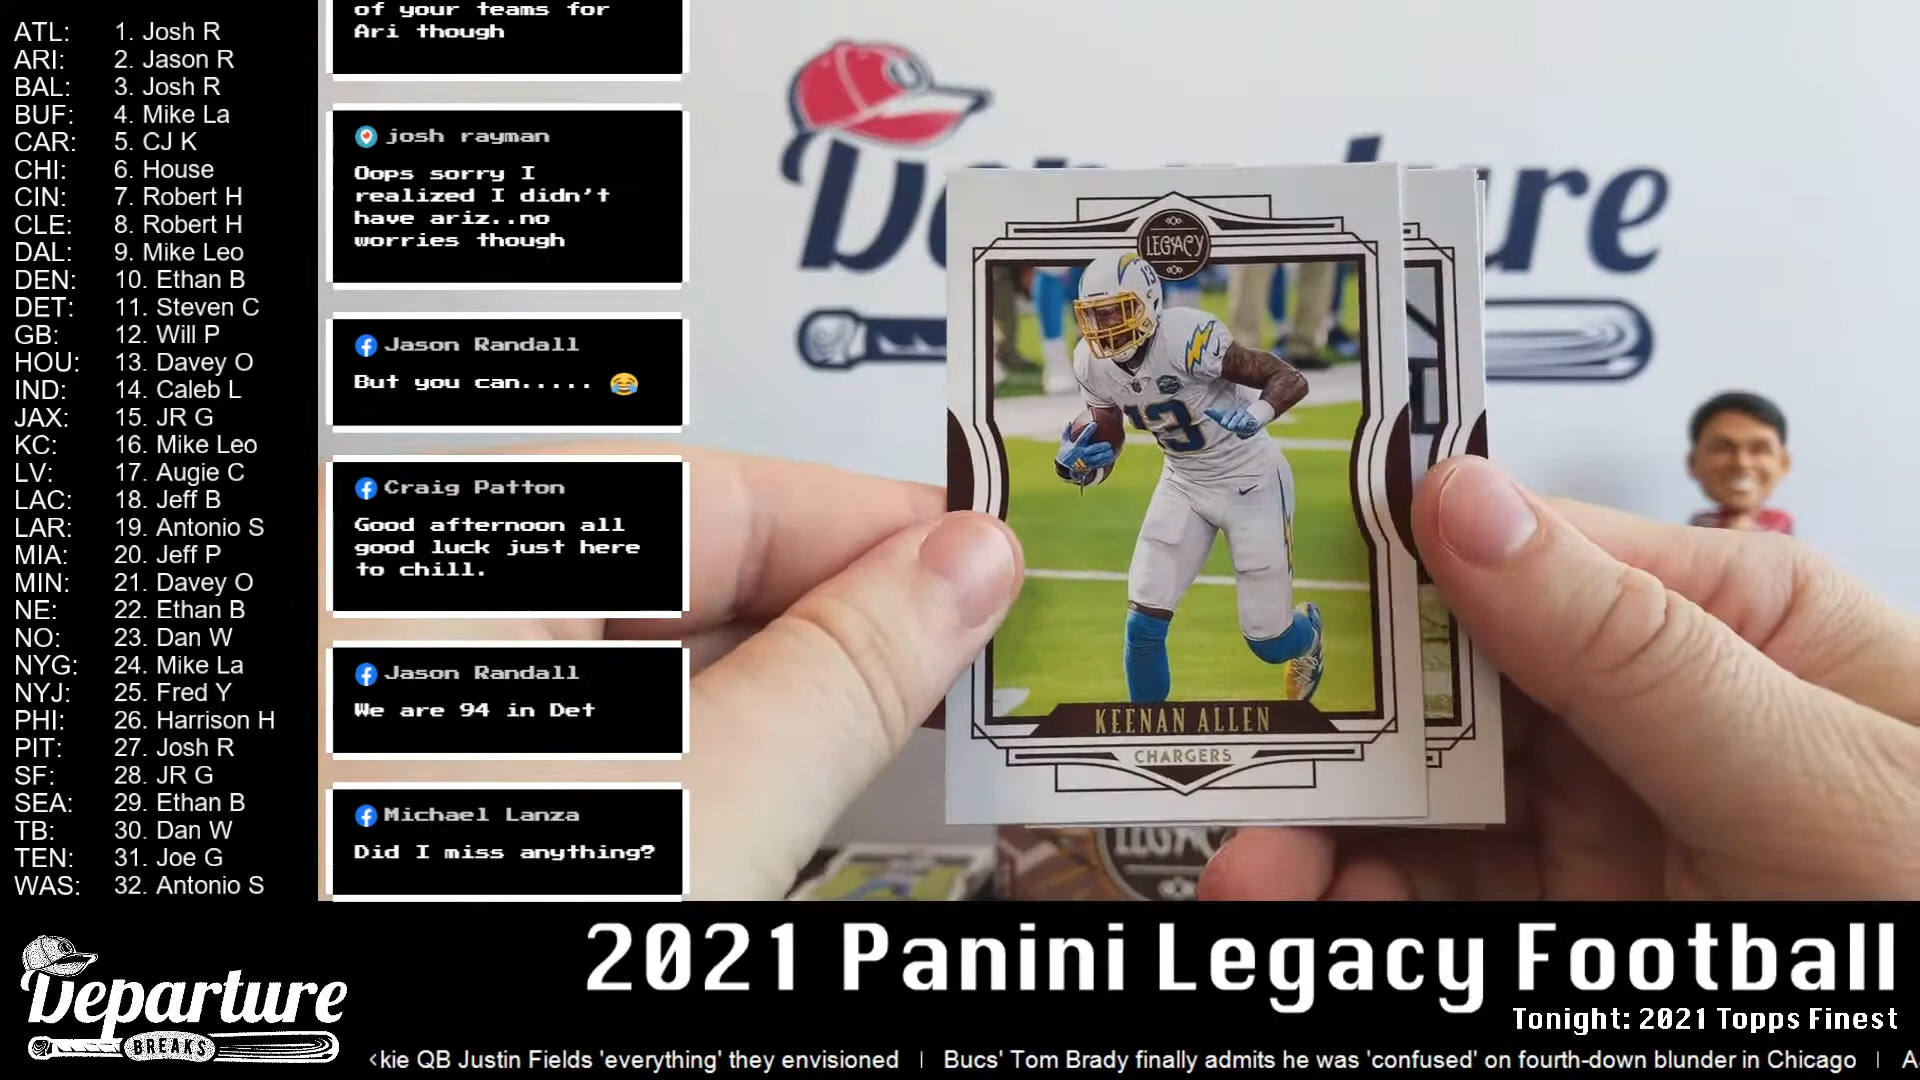 ATL: 1. Josh R
ARI: 2. Jason R
BAL: 3. Josh R
BUF: 4. Mike La
CAR: 5. CJ K
CHI: 6. House
CIN: 7. Robert H
CLE: 8. Robert H
DAL: 9. Mike Leo
DEN: 10. Ethan B
DET: 11. Steven C
GB: 12. Will P
HOU: 13. Davey O
IND: 14. Caleb L
JAX: 15. JR G
KC: 16. Mike Leo
LV: 17. Augie C
LAC: 18. Jeff B
LAR: 19. Antonio S
MIA: 20. Jeff P
MIN: 21. Davey O
NE: 22. Ethan B
NO: 23. Dan W
NYG: 24. Mike La
NYJ: 25. Fred Y
PHI: 26. Harrison H
PIT: 27. Josh R
SF: 28. JR G
SEA: 29. Ethan B
TB: 30. Dan W
TEN: 31. Joe G
WAS: 32. Antonio S
of your teams for
Ari though
josh rayman
Oops sorry I
realized I didn't
have ariz..no
worries though
Jason Randall
But you can..... 😂
Craig Patton
Good afternoon all
good luck just here
to chill.
Jason Randall
We are 94 in Det
Michael Lanza
Did I miss anything?
LEGACY
13
13
KEENAN ALLEN
CHARGERS
LEGACY
Departure
BREAKS
2021 Panini Legacy Football
Tonight: 2021 Topps Finest
kie QB Justin Fields 'everything' they envisioned | Bucs' Tom Brady finally admits he was 'confused' on fourth-down blunder in Chicago | A